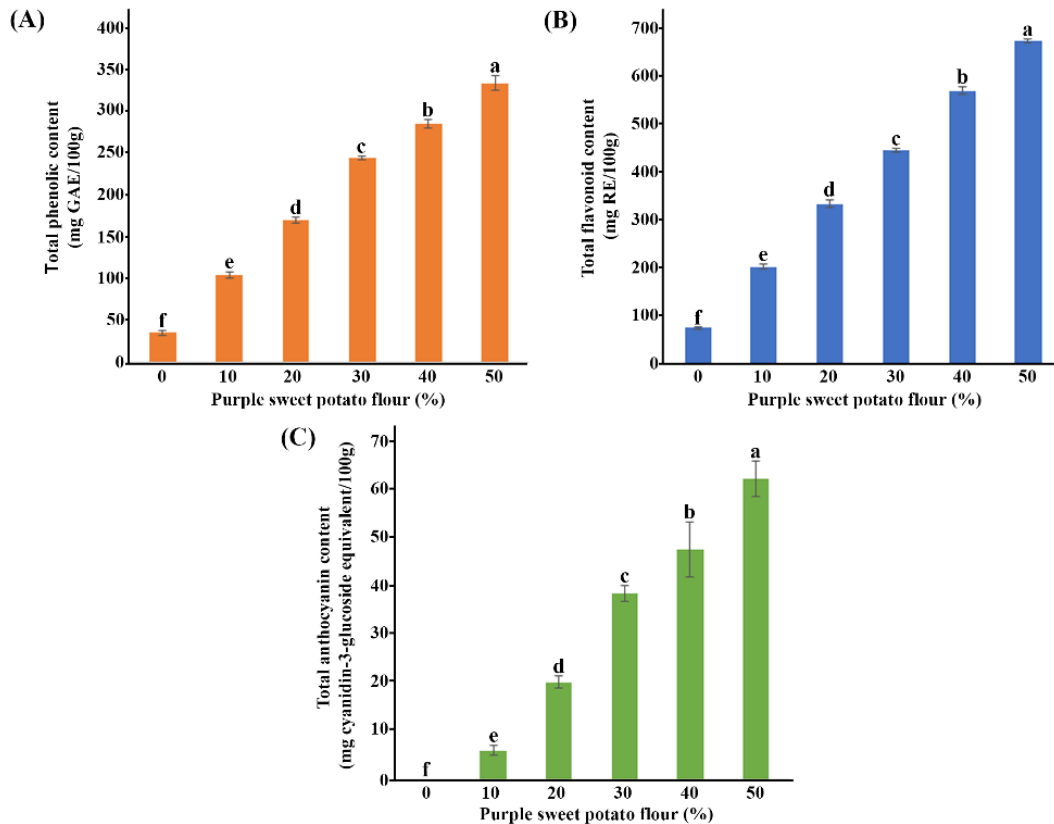 (A)
Total phenolic content
(mg GAE/100g)
400
350
300
250
200
150
100
50
0
f
e
d
c
b
a
0 10 20 30 40 50
Purple sweet potato flour (%)
(B)
Total flavonoid content
(mg RE/100g)
700
600
500
400
300
200
100
0
f
e
d
c
b
a
0 10 20 30 40 50
Purple sweet potato flour (%)
(C)
Total anthocyanin content
(mg cyanidin-3-glucoside equivalent/100g)
70
60
50
40
30
20
10
0
f
e
d
c
b
a
0 10 20 30 40 50
Purple sweet potato flour (%)